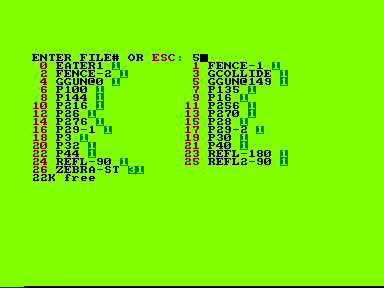 ENTER FILE# OR ESC: 5
0 EATER1 1 1 FENCE-1 1
2 FENCE-2 1 3 GCOLLIDE 1
4 GGUN@0 1 5 GGUN@149 1
6 P100 1 7 P135 1
8 P144 1 9 P16 1
10 P216 1 11 P256 1
12 P26 1 13 P270 1
14 P276 1 15 P28 1
16 P29-1 1 17 P29-2 1
18 P3 1 19 P30 1
20 P32 1 21 P40 1
22 P44 1 23 REFL-180 1
24 REFL-90 1 25 REFL2-90 1
26 ZEBRA-ST 31
22K free